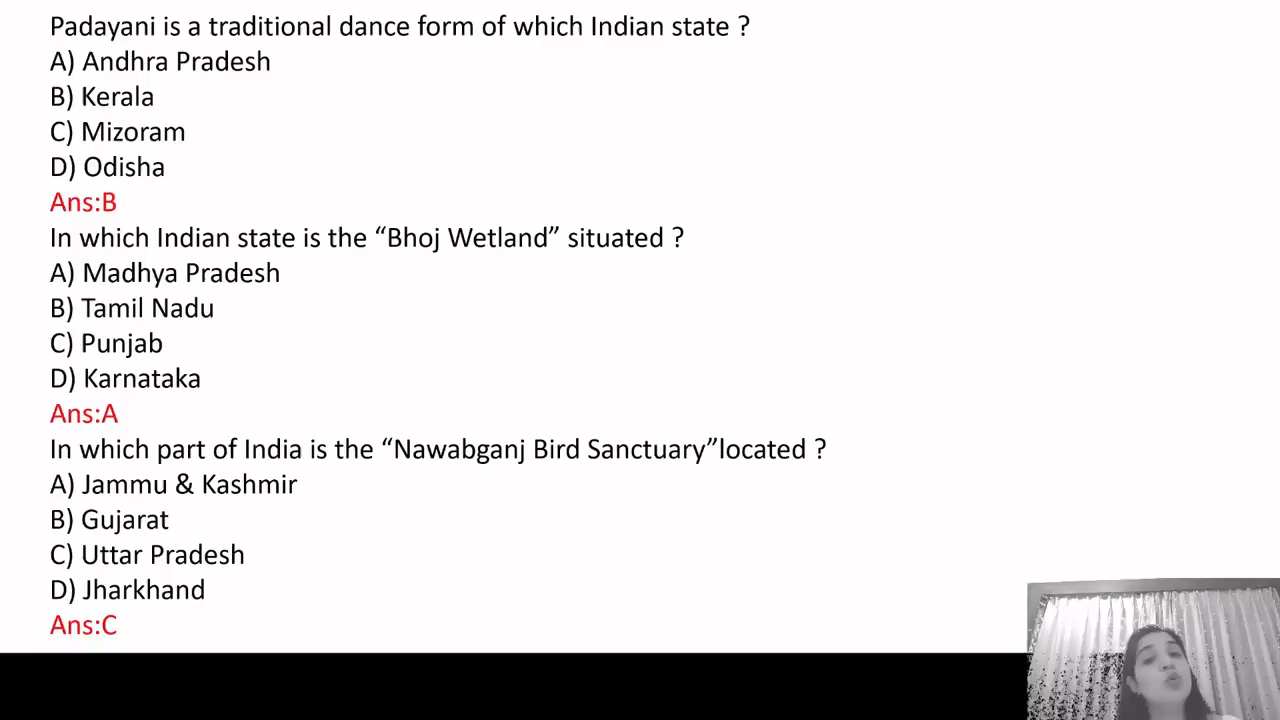 Padayani is a traditional dance form of which Indian state ?
A) Andhra Pradesh
B) Kerala
C) Mizoram
D) Odisha
Ans:B
In which Indian state is the “Bhoj Wetland” situated ?
A) Madhya Pradesh
B) Tamil Nadu
C) Punjab
D) Karnataka
Ans:A
In which part of India is the “Nawabganj Bird Sanctuary”located ?
A) Jammu & Kashmir
B) Gujarat
C) Uttar Pradesh
D) Jharkhand
Ans:C